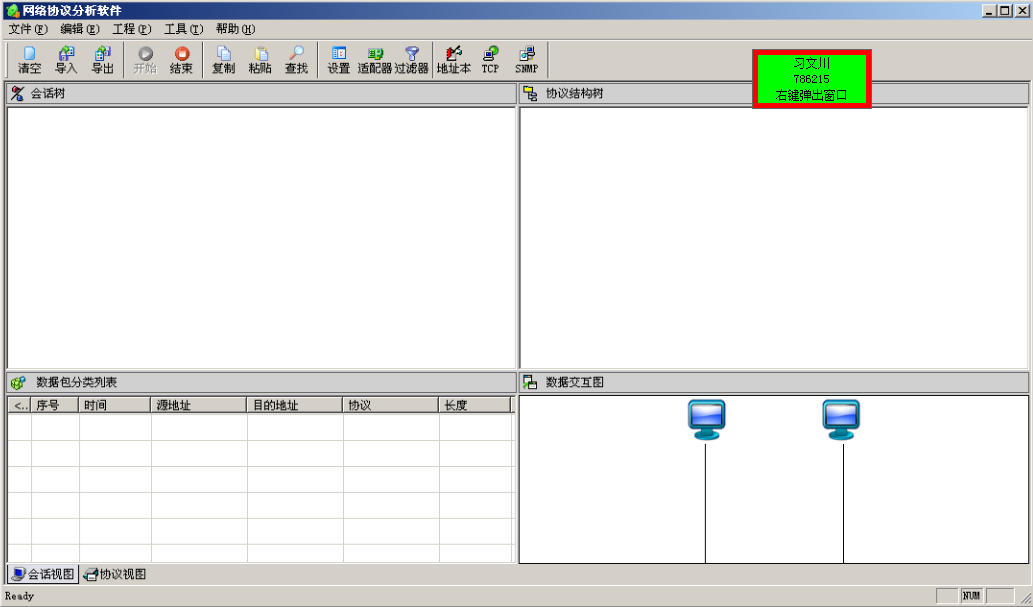 网络协议分析软件
文件(F) 编辑(E) 工程(P) 工具(T) 帮助(H)
清空 导入 导出 开始 结束 复制 粘贴 查找 设置 适配器 过滤器 地址本 TCP SNMP
习文川
786215
右键弹出窗口
会话树
协议结构树
数据包分类列表
数据交互图
<.. 序号 时间 源地址 目的地址 协议 长度
会话视图 协议视图
Ready
NUM